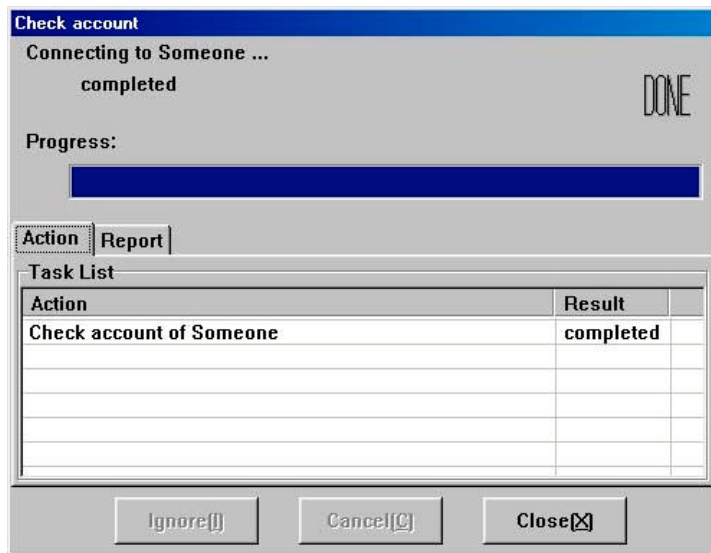 Check account
Connecting to Someone ...
completed
DONE
Progress:
Action Report
Task List
Action Result
Check account of Someone completed
Ignore(I) Cancel(C) Close(X)